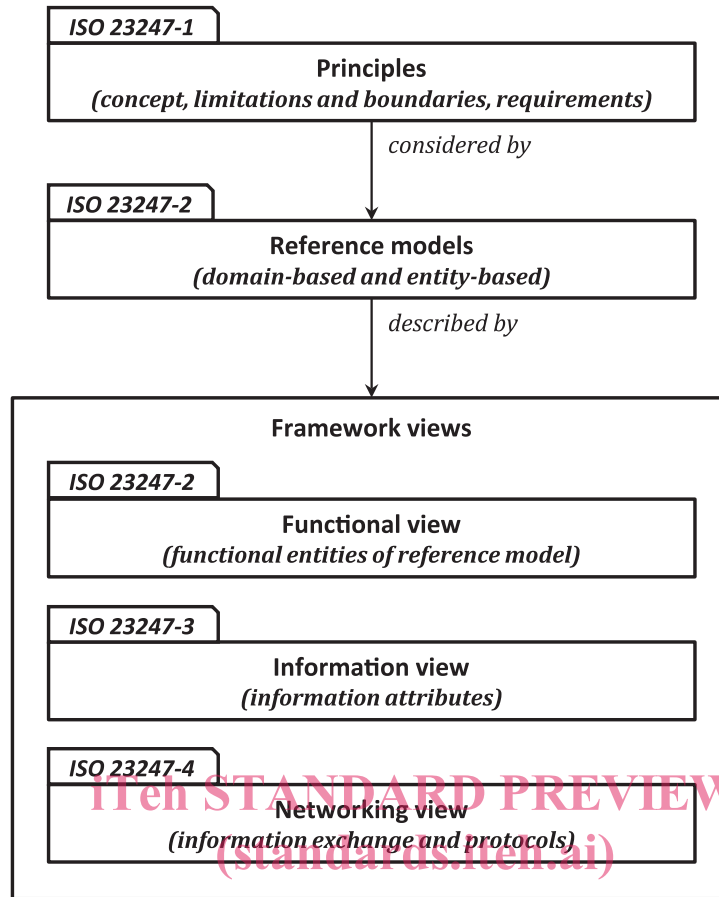 ISO 23247-1
Principles
(concept, limitations and boundaries, requirements)
considered by
ISO 23247-2
Reference models
(domain-based and entity-based)
described by
Framework views
ISO 23247-2
Functional view
(functional entities of reference model)
ISO 23247-3
Information view
(information attributes)
ISO 23247-4
iTeh STANDARD PREVIEW
Networking view
(information exchange and protocols)
(standards.iteh.ai)